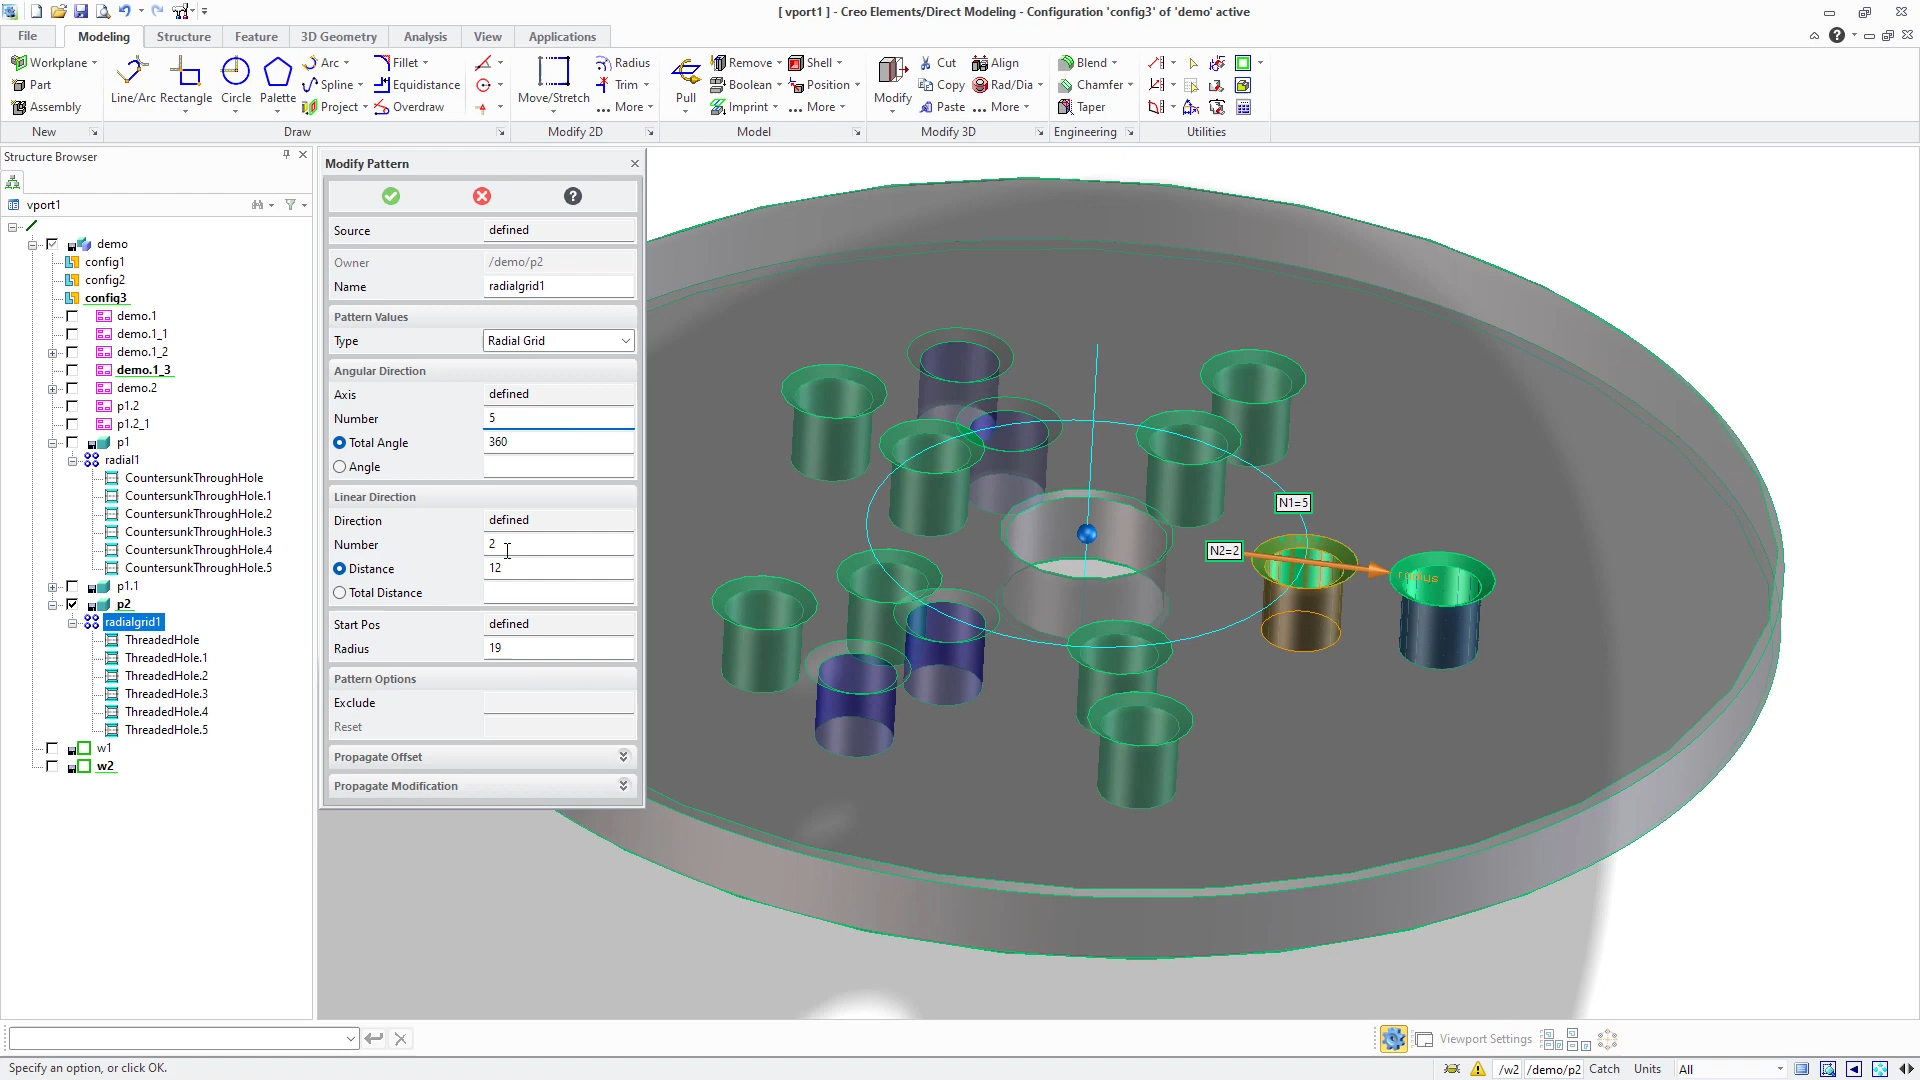 [ vport1 ] - Creo Elements/Direct Modeling - Configuration 'config3' of 'demo' active
File Modeling Structure Feature 3D Geometry Analysis View Applications
Workplane
Part
Assembly
New
Line/Arc
Rectangle
Circle
Palette
Arc
Spline
Project
Fillet
Equidistance
Overdraw
Draw
Move/Stretch
Radius
Trim
... More
Modify 2D
Pull
Remove
Boolean
Imprint
Shell
Position
... More
Model
Modify
Cut
Copy
Paste
Align
Rad/Dia
... More
Modify 3D
Blend
Chamfer
Taper
Engineering
Utilities
Structure Browser
vport1
demo
config1
config2
config3
demo.1
demo.1_1
demo.1_2
demo.1_3
demo.2
p1.2
p1.2_1
p1
radial1
CountersunkThroughHole
CountersunkThroughHole.1
CountersunkThroughHole.2
CountersunkThroughHole.3
CountersunkThroughHole.4
CountersunkThroughHole.5
p1.1
p2
radialgrid1
ThreadedHole
ThreadedHole.1
ThreadedHole.2
ThreadedHole.3
ThreadedHole.4
ThreadedHole.5
w1
w2
Modify Pattern
?
Source defined
Owner /demo/p2
Name radialgrid1
Pattern Values
Type Radial Grid
Angular Direction
Axis defined
Number 5
Total Angle 360
Angle
Linear Direction
Direction defined
Number 2
Distance 12
Total Distance
Start Pos defined
Radius 19
Pattern Options
Exclude
Reset
Propagate Offset
Propagate Modification
N1=5
N2=2
radius
Viewport Settings
Specify an option, or click OK.
/w2 /demo/p2 Catch Units All